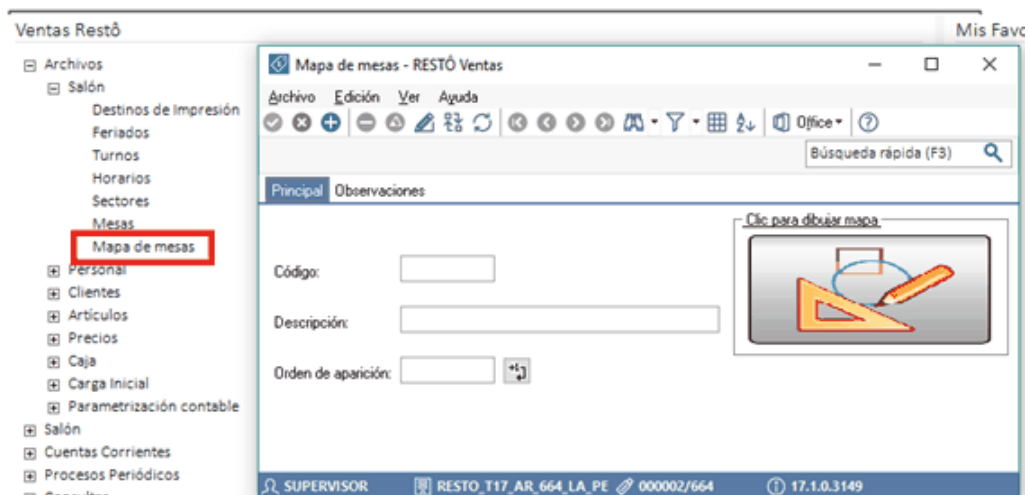 Ventas Restô
Mis Favo
Archivos
Salón
Destinos de Impresión
Feriados
Turnos
Horarios
Sectores
Mesas
Mapa de mesas
Personal
Clientes
Artículos
Precios
Caja
Carga Inicial
Parametrización contable
Salón
Cuentas Corrientes
Procesos Periódicos
Consultas
Mapa de mesas - RESTÔ Ventas
Archivo Edición Ver Ayuda
Office
Búsqueda rápida (F3)
Principal Observaciones
Clic para dibujar mapa
Código:
Descripción:
Orden de aparición:
SUPERVISOR RESTO_T17_AR_664_LA_PE 000002/664 17.1.0.3149